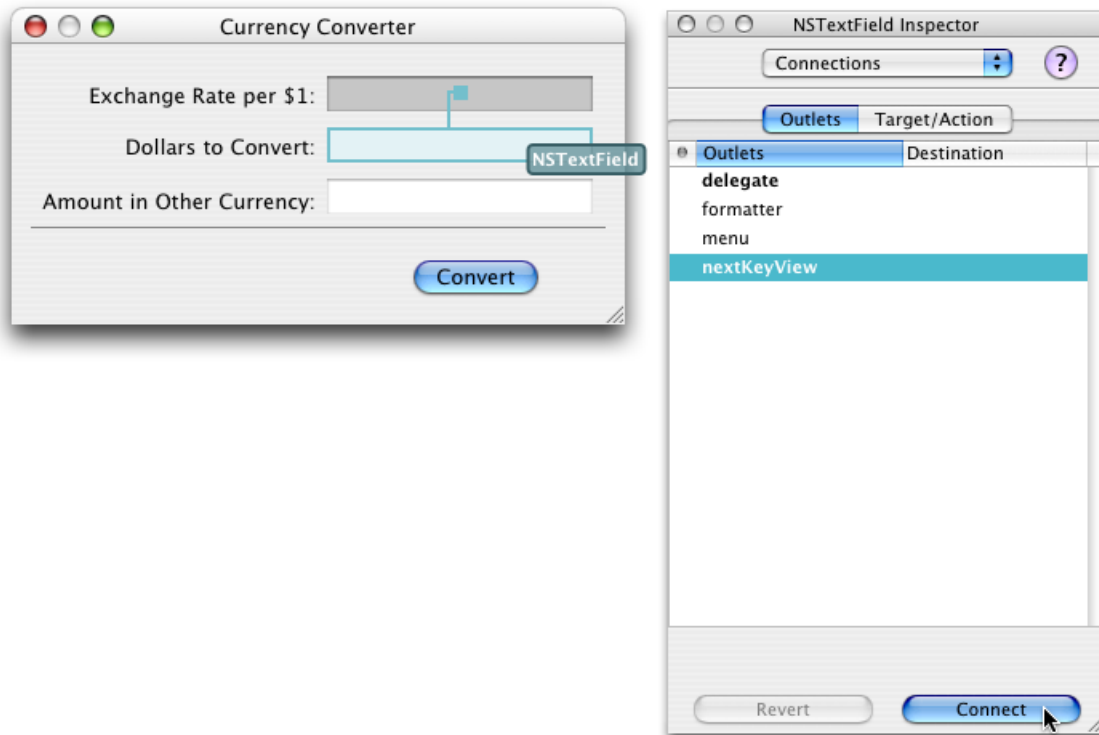 Currency Converter
Exchange Rate per $1:
Dollars to Convert:
NSTextField
Amount in Other Currency:
Convert
NSTextField Inspector
Connections
?
Outlets Target/Action
Outlets Destination
delegate
formatter
menu
nextKeyView
Revert Connect